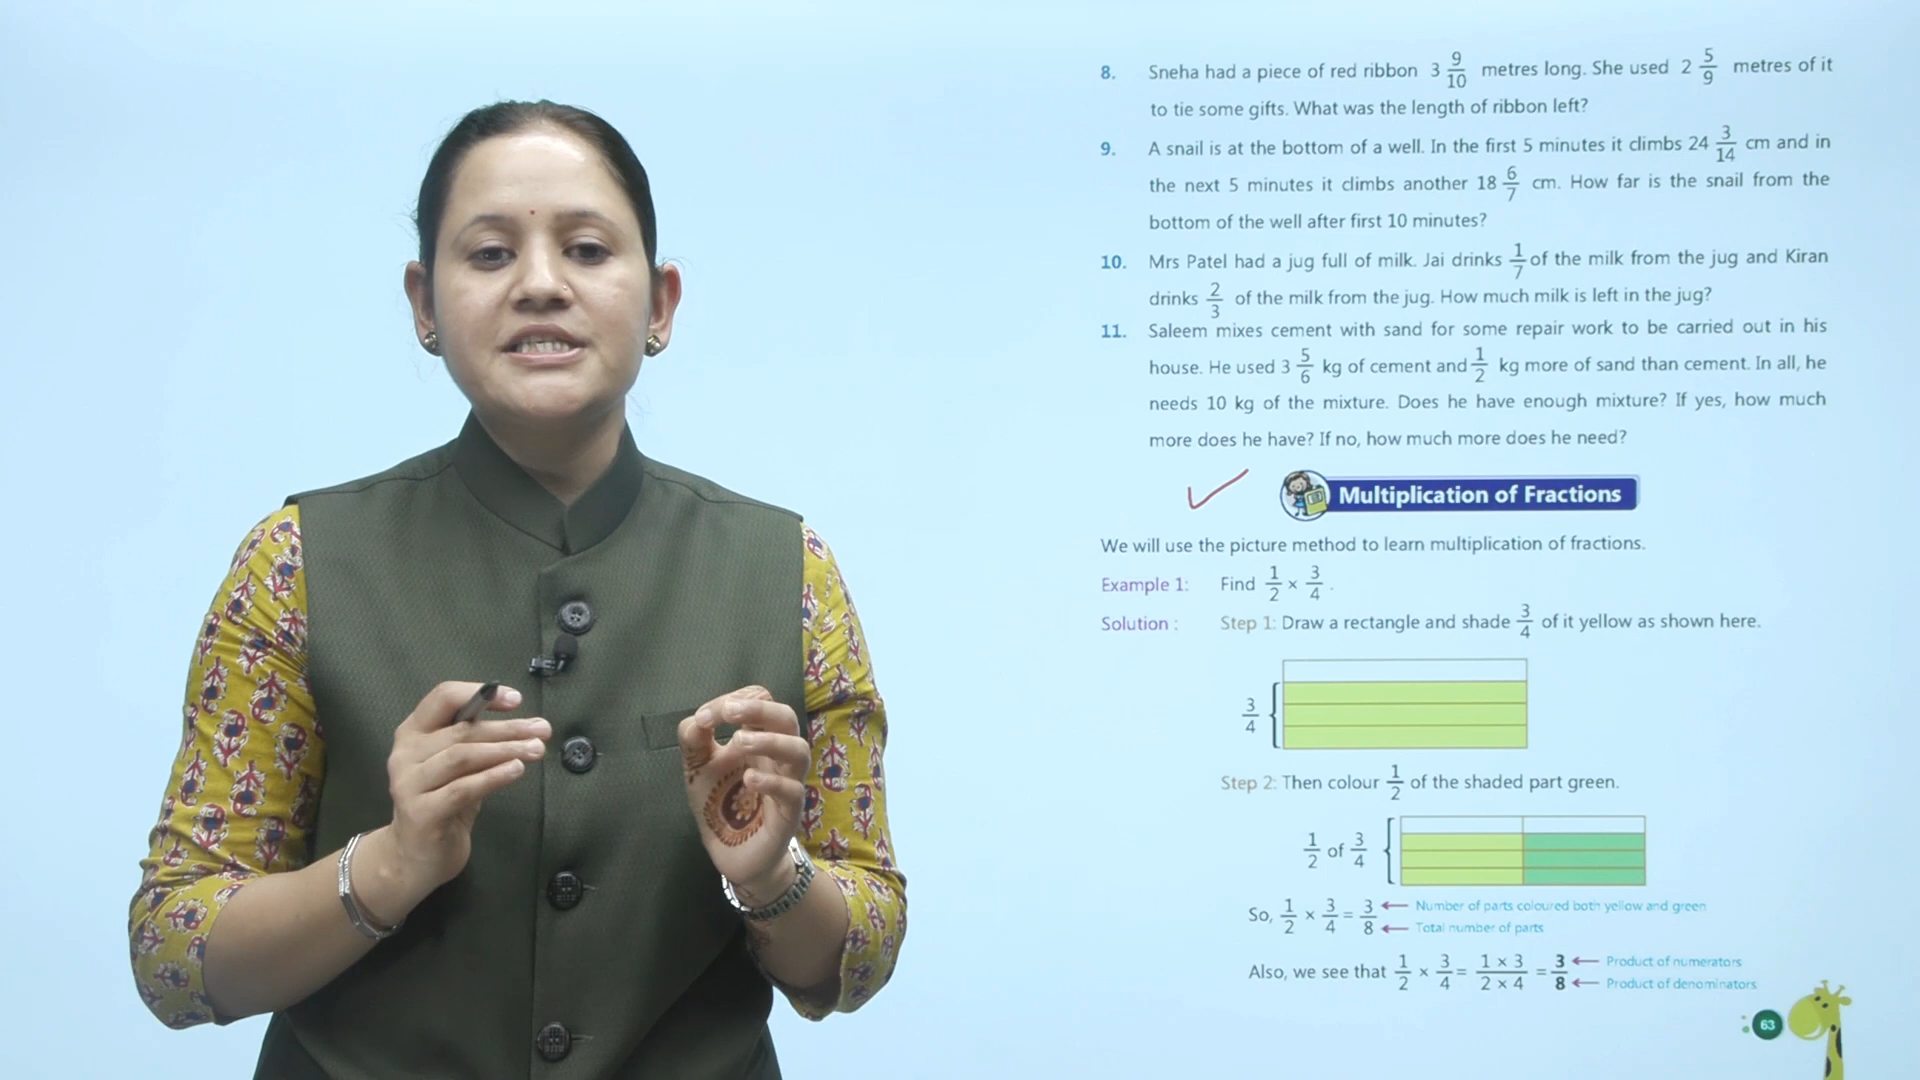 8. Sneha had a piece of red ribbon 3 9/10 metres long. She used 2 5/9 metres of it
to tie some gifts. What was the length of ribbon left?
9. A snail is at the bottom of a well. In the first 5 minutes it climbs 24 3/14 cm and in
the next 5 minutes it climbs another 18 6/7 cm. How far is the snail from the
bottom of the well after first 10 minutes?
10. Mrs Patel had a jug full of milk. Jai drinks 1/7 of the milk from the jug and Kiran
drinks 2/3 of the milk from the jug. How much milk is left in the jug?
11. Saleem mixes cement with sand for some repair work to be carried out in his
house. He used 3 5/6 kg of cement and 1/2 kg more of sand than cement. In all, he
needs 10 kg of the mixture. Does he have enough mixture? If yes, how much
more does he have? If no, how much more does he need?
Multiplication of Fractions
We will use the picture method to learn multiplication of fractions.
Example 1: Find 1/2 × 3/4 .
Solution : Step 1: Draw a rectangle and shade 3/4 of it yellow as shown here.
3/4
Step 2: Then colour 1/2 of the shaded part green.
1/2 of 3/4
So, 1/2 × 3/4 = 3/8 Number of parts coloured both yellow and green
Total number of parts
Also, we see that 1/2 × 3/4 = 1 × 3/2 × 4 = 3/8 Product of numerators
Product of denominators
63